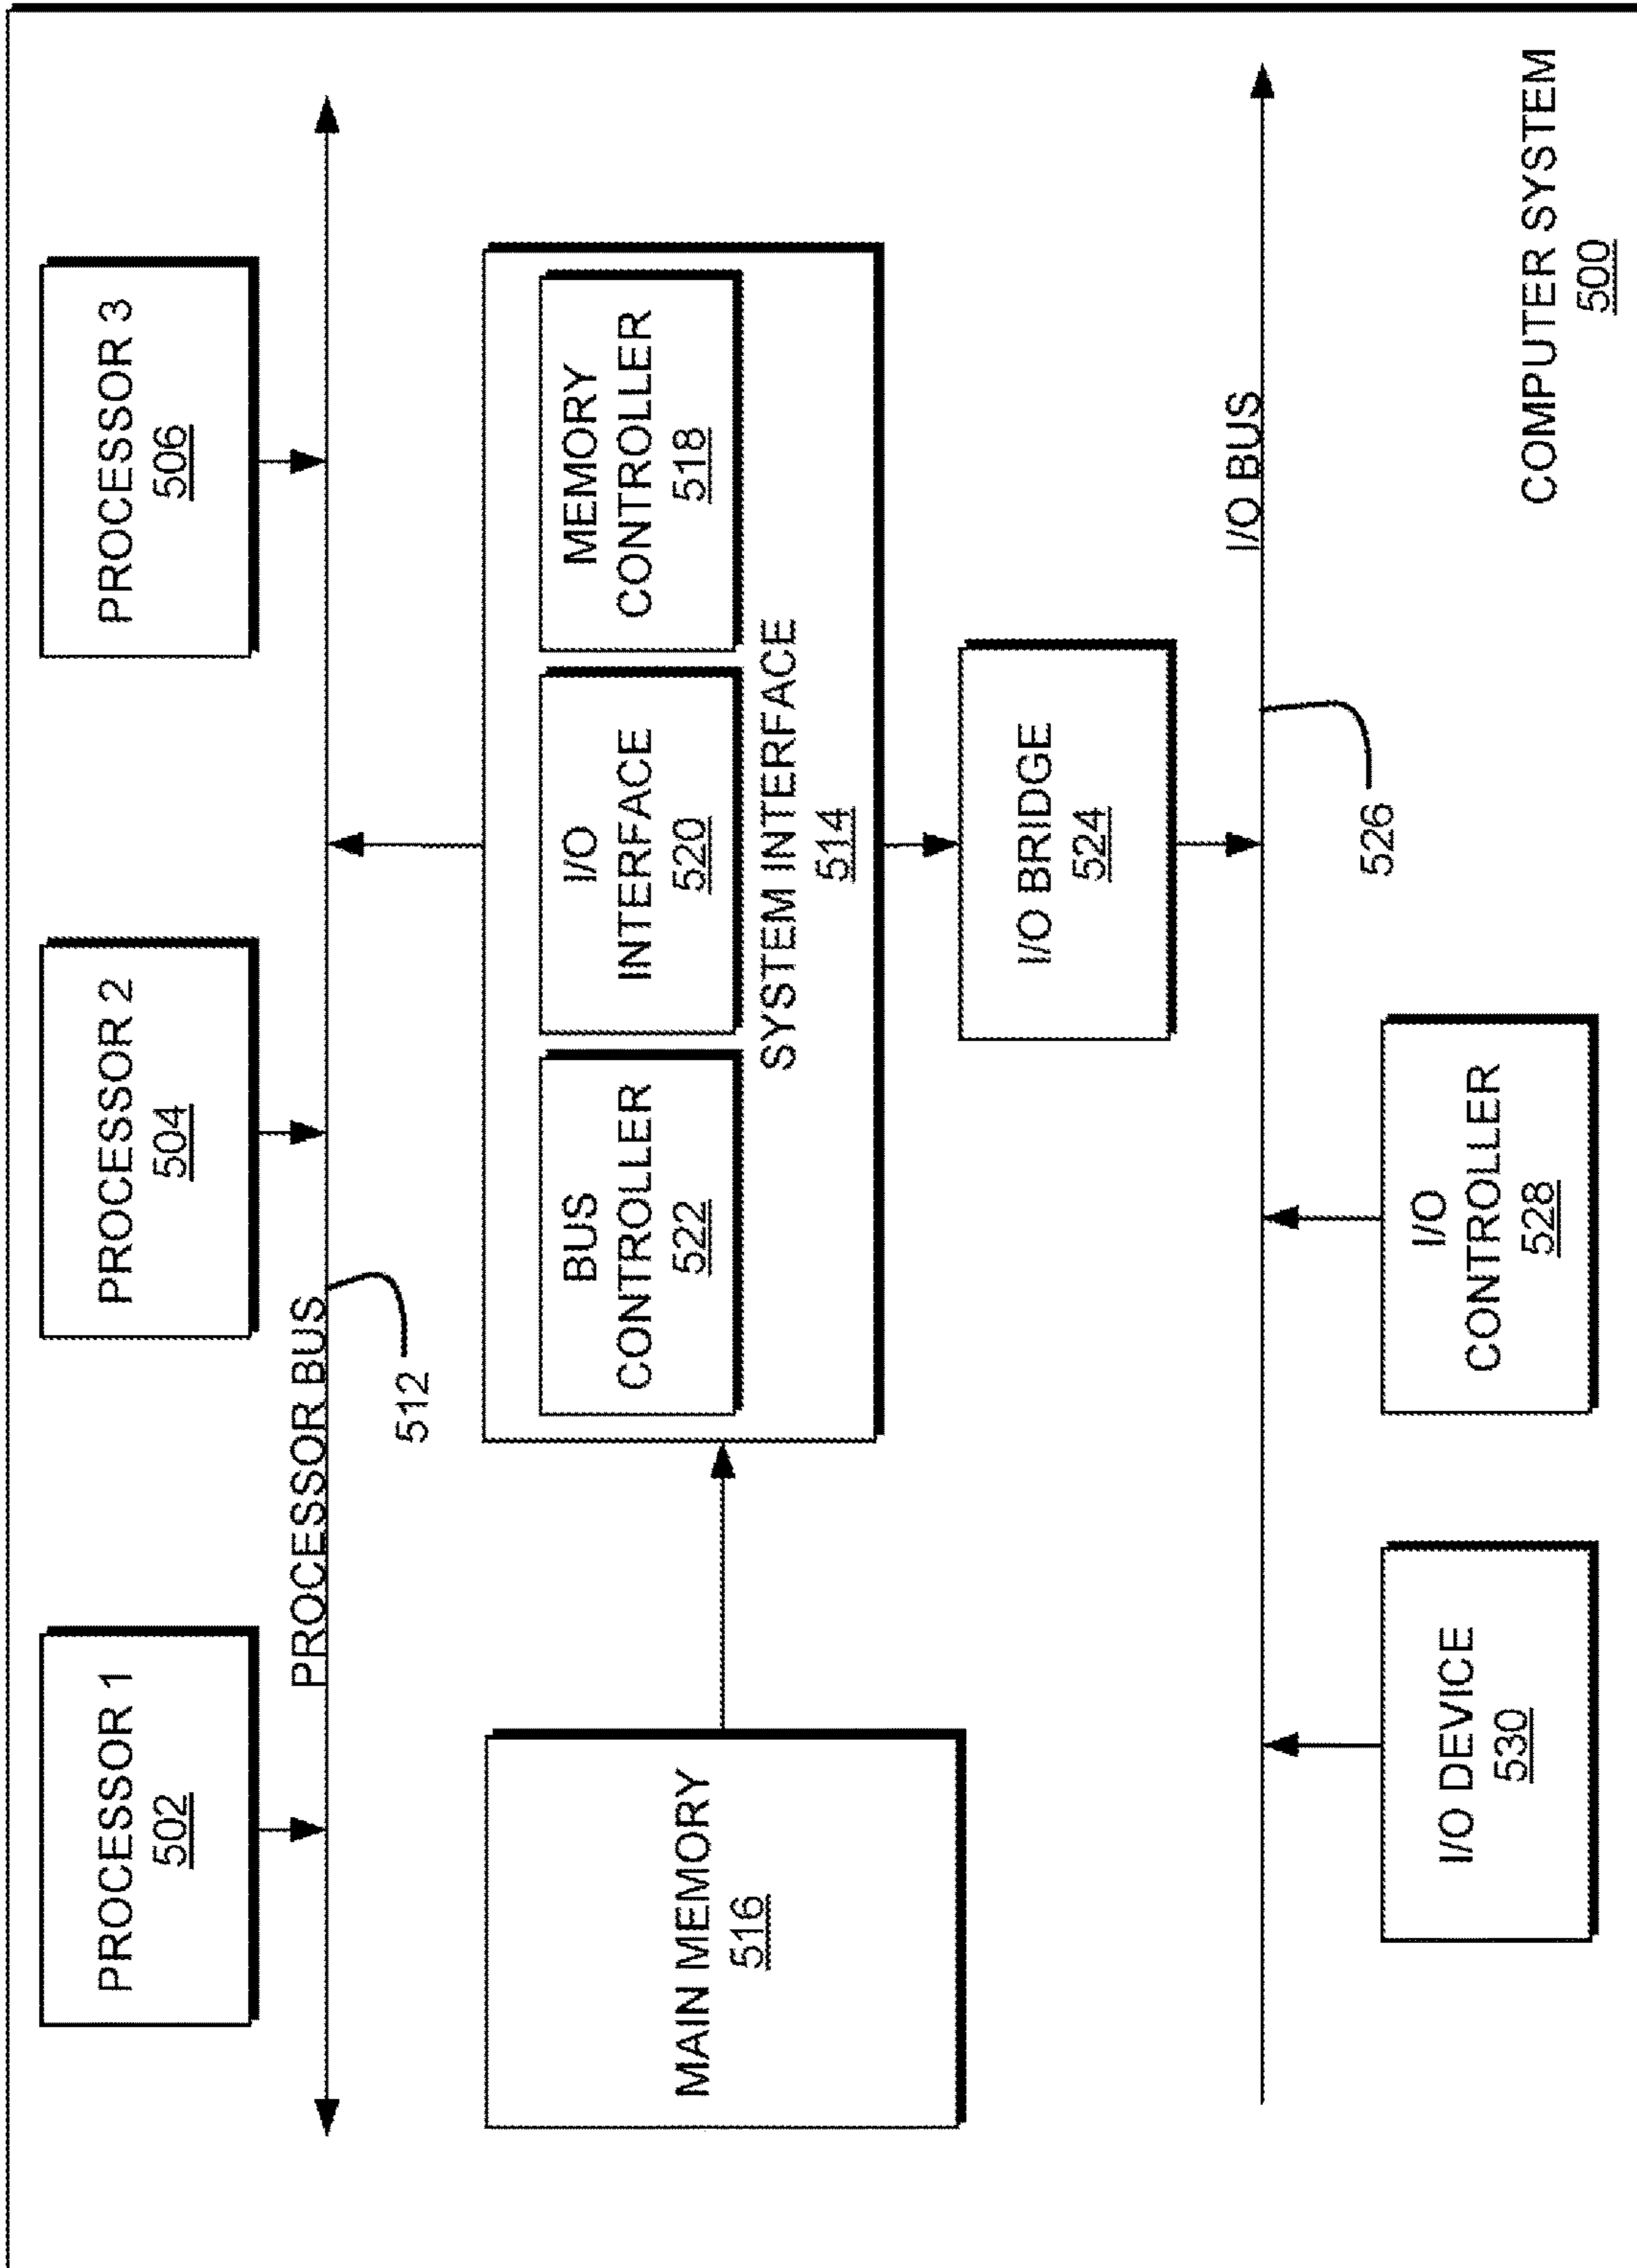 PROCESSOR 1
502
PROCESSOR 2
504
PROCESSOR 3
506
PROCESSOR BUS
512
MAIN MEMORY
516
BUS
CONTROLLER
522
I/O
INTERFACE
520
MEMORY
CONTROLLER
518
SYSTEM INTERFACE
514
I/O BRIDGE
524
I/O BUS
526
I/O DEVICE
530
I/O
CONTROLLER
528
COMPUTER SYSTEM
500